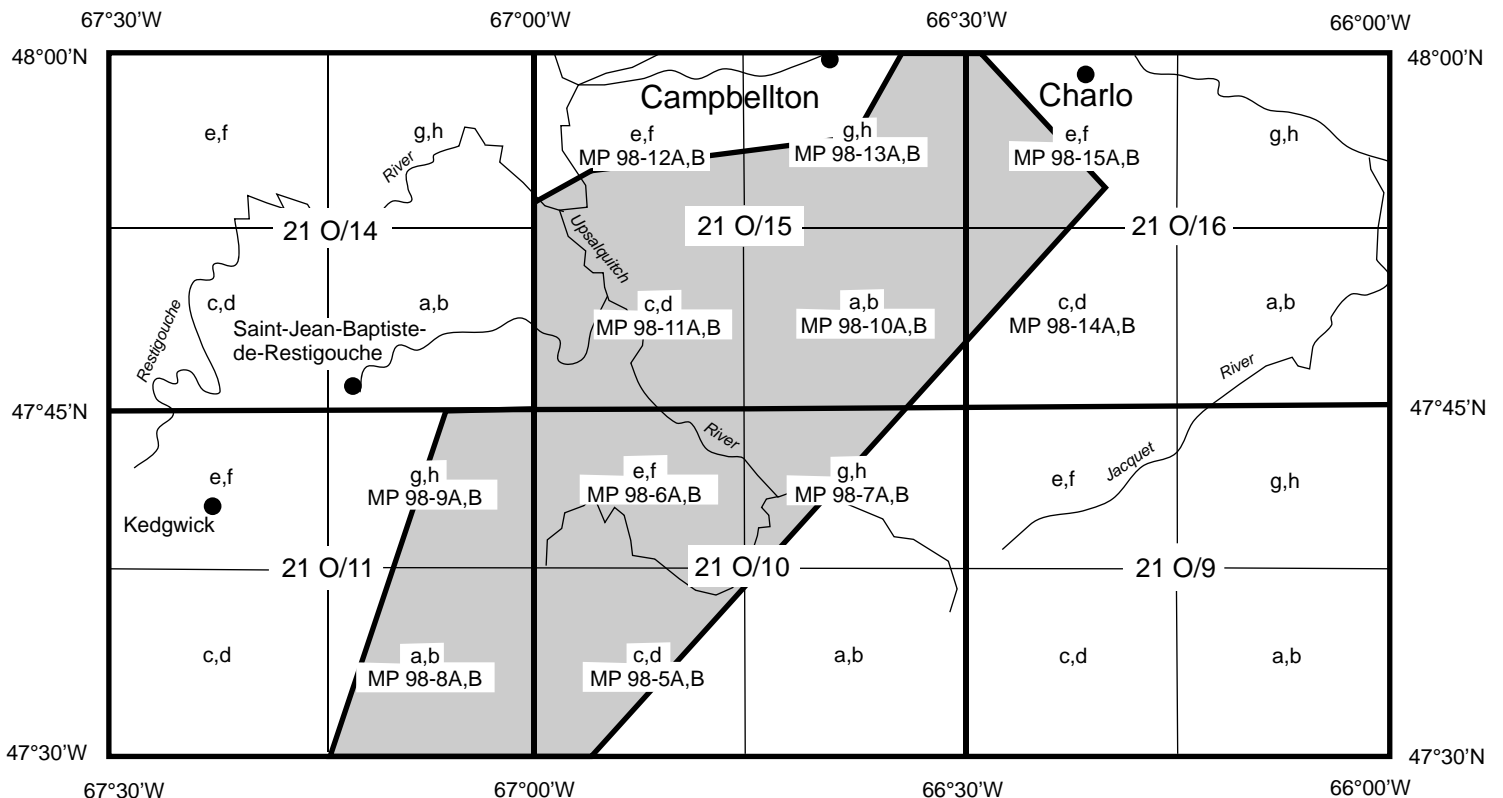 67°30'W
67°00'W
66°30'W
66°00'W
48°00'N
48°00'N
Campbellton
Charlo
e,f
g,h
River
e,f
MP 98-12A,B
g,h
MP 98-13A,B
e,f
MP 98-15A,B
g,h
21 O/14
21 O/15
21 O/16
Upsalquitch
Restigouche
c,d
a,b
c,d
MP 98-11A,B
a,b
MP 98-10A,B
c,d
MP 98-14A,B
a,b
Saint-Jean-Baptiste-
de-Restigouche
River
47°45'N
47°45'N
River
Jacquet
e,f
g,h
MP 98-9A,B
e,f
MP 98-6A,B
g,h
MP 98-7A,B
e,f
g,h
Kedgwick
21 O/11
21 O/10
21 O/9
c,d
a,b
MP 98-8A,B
c,d
MP 98-5A,B
a,b
c,d
a,b
47°30'W
47°30'N
67°30'W
67°00'W
66°30'W
66°00'W